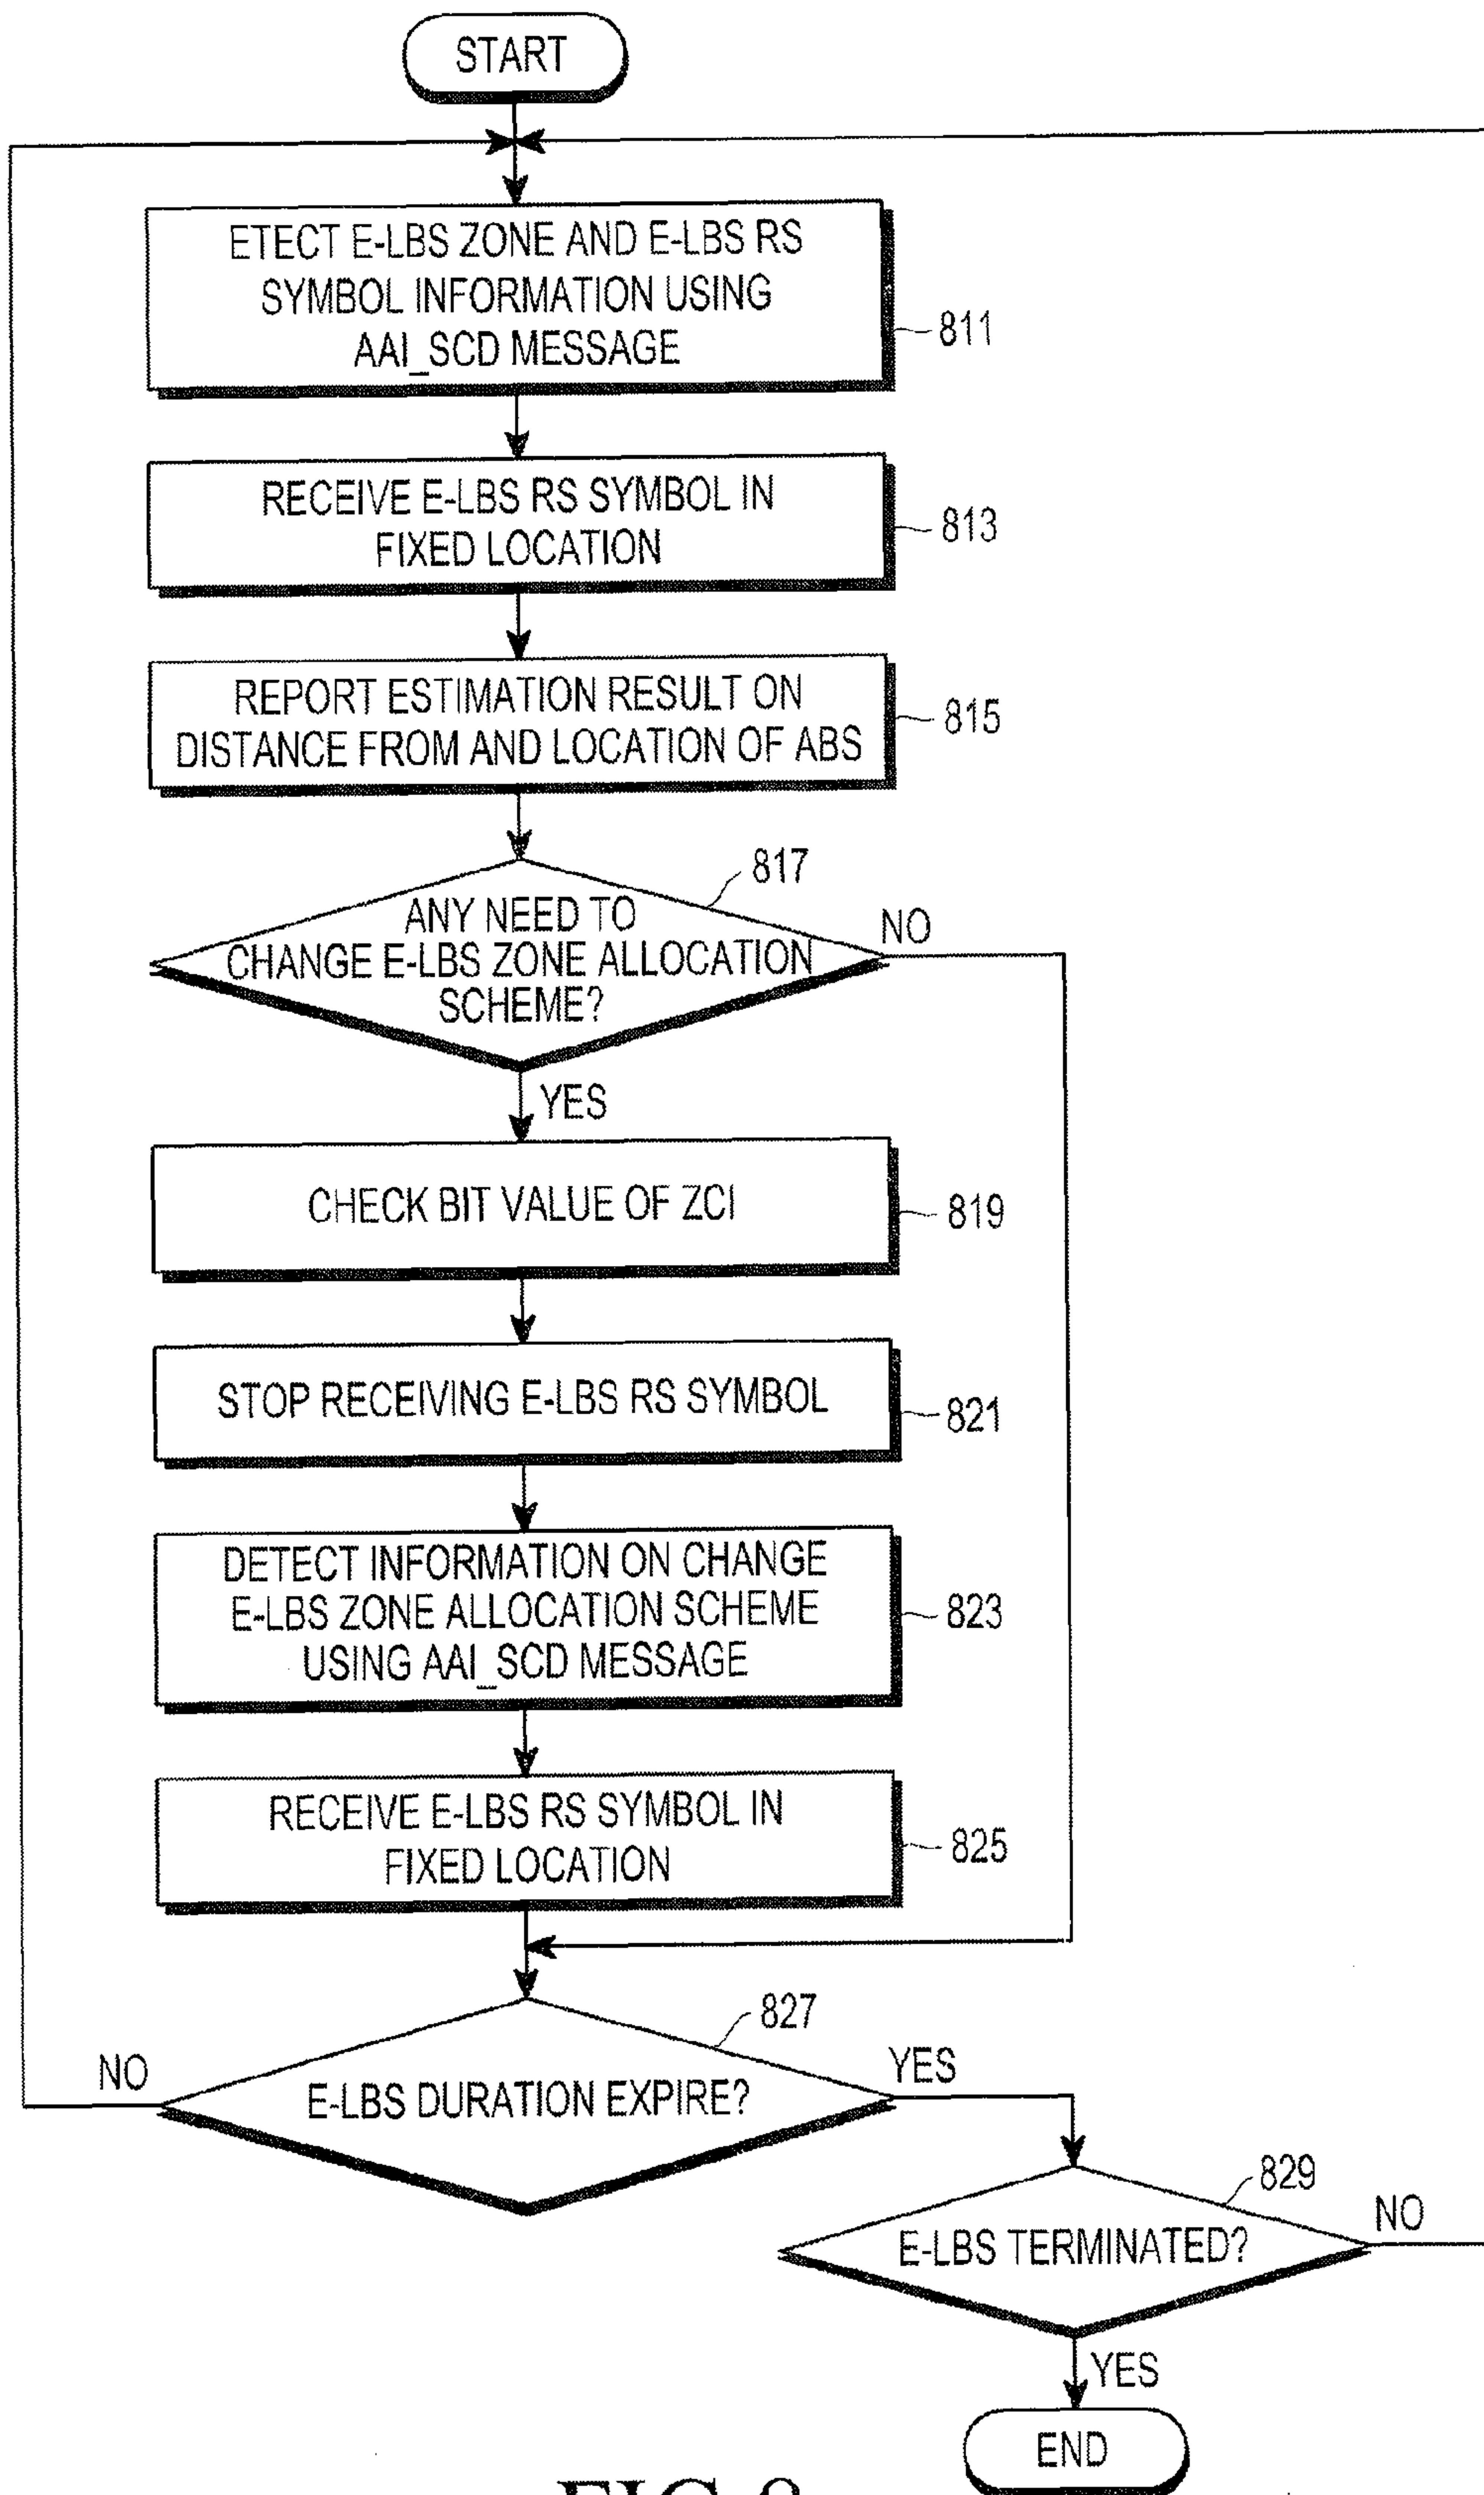 START
ETECT E-LBS ZONE AND E-LBS RS
SYMBOL INFORMATION USING
AAI_SCD MESSAGE
811
RECEIVE E-LBS RS SYMBOL IN
FIXED LOCATION
813
REPORT ESTIMATION RESULT ON
DISTANCE FROM AND LOCATION OF ABS
815
817
ANY NEED TO
CHANGE E-LBS ZONE ALLOCATION
SCHEME?
NO
YES
CHECK BIT VALUE OF ZCI
819
STOP RECEIVING E-LBS RS SYMBOL
821
DETECT INFORMATION ON CHANGE
E-LBS ZONE ALLOCATION SCHEME
USING AAI_SCD MESSAGE
823
RECEIVE E-LBS RS SYMBOL IN
FIXED LOCATION
825
827
NO
E-LBS DURATION EXPIRE?
YES
829
E-LBS TERMINATED?
NO
YES
END